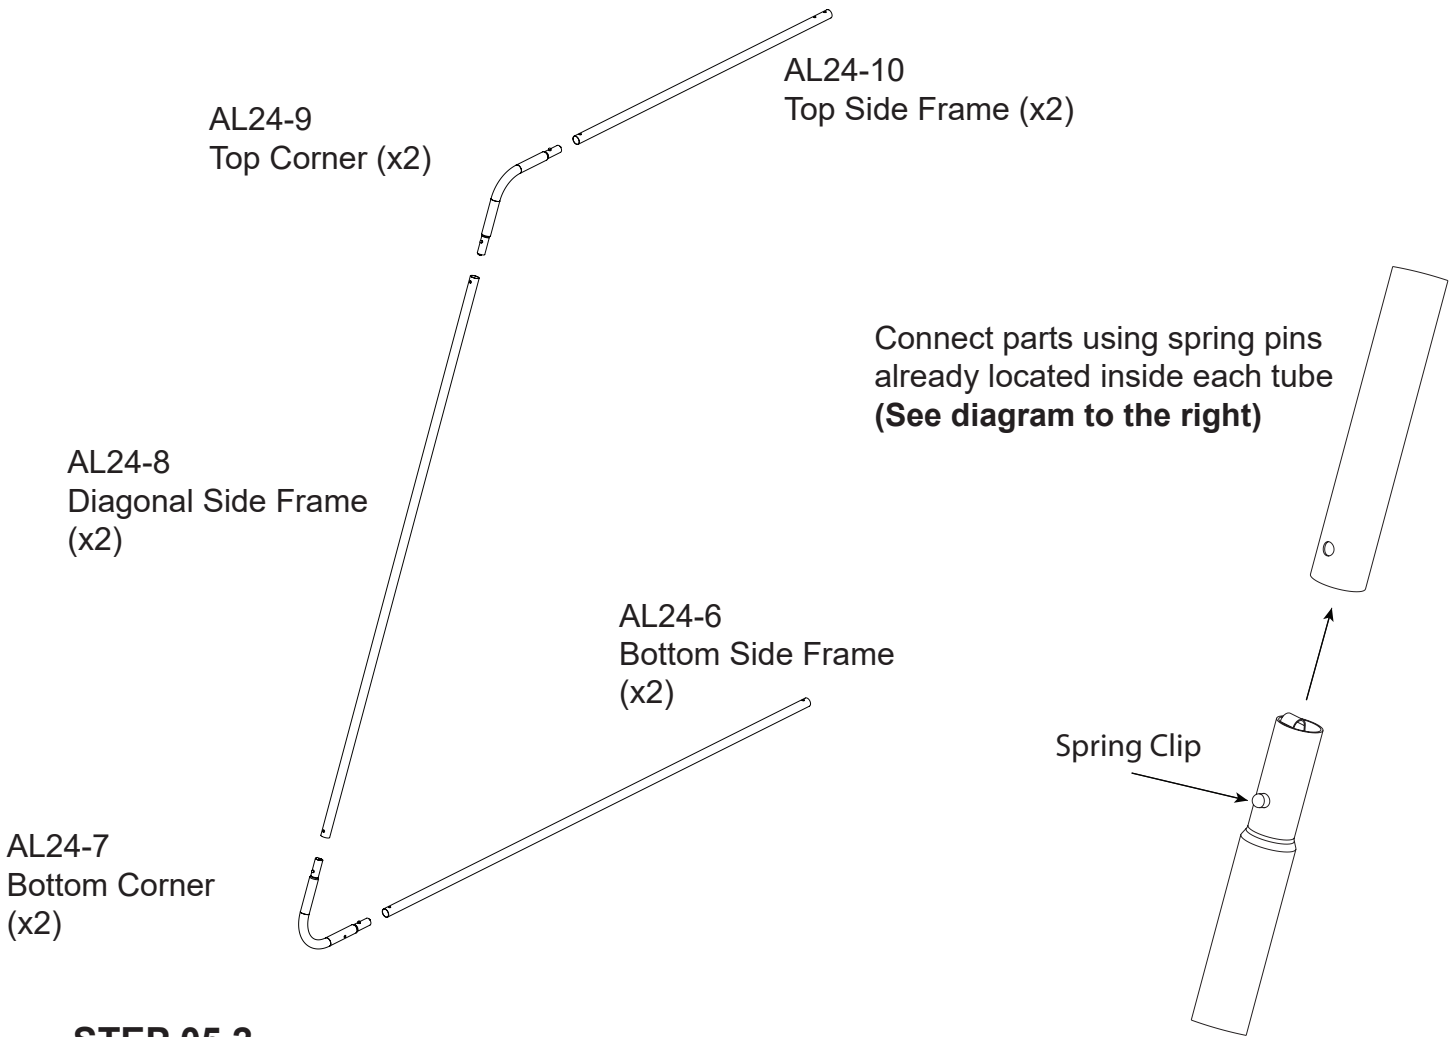 AL24-10
Top Side Frame (x2)
AL24-9
Top Corner (x2)
Connect parts using spring pins
already located inside each tube
(See diagram to the right)
AL24-8
Diagonal Side Frame
(x2)
AL24-6
Bottom Side Frame
(x2)
Spring Clip
AL24-7
Bottom Corner
(x2)